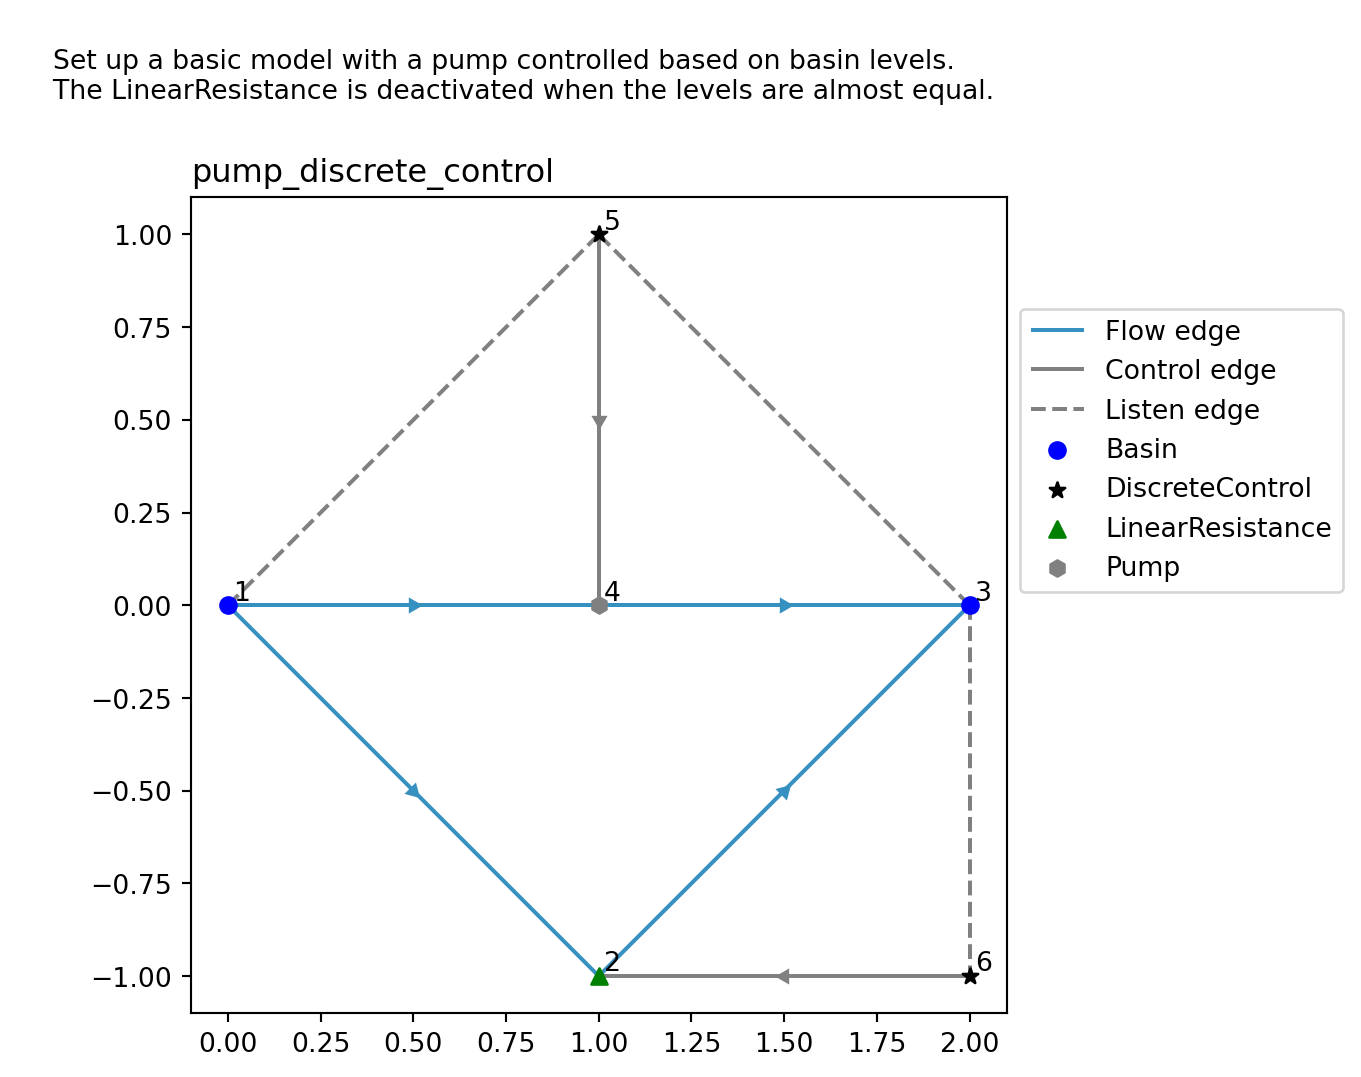 Set up a basic model with a pump controlled based on basin levels.
The LinearResistance is deactivated when the levels are almost equal.
pump_discrete_control
1.00
0.75
0.50
0.25
0.00
−0.25
−0.50
−0.75
−1.00
5
1
4
3
2
6
0.00 0.25 0.50 0.75 1.00 1.25 1.50 1.75 2.00
Flow edge
Control edge
Listen edge
Basin
DiscreteControl
LinearResistance
Pump